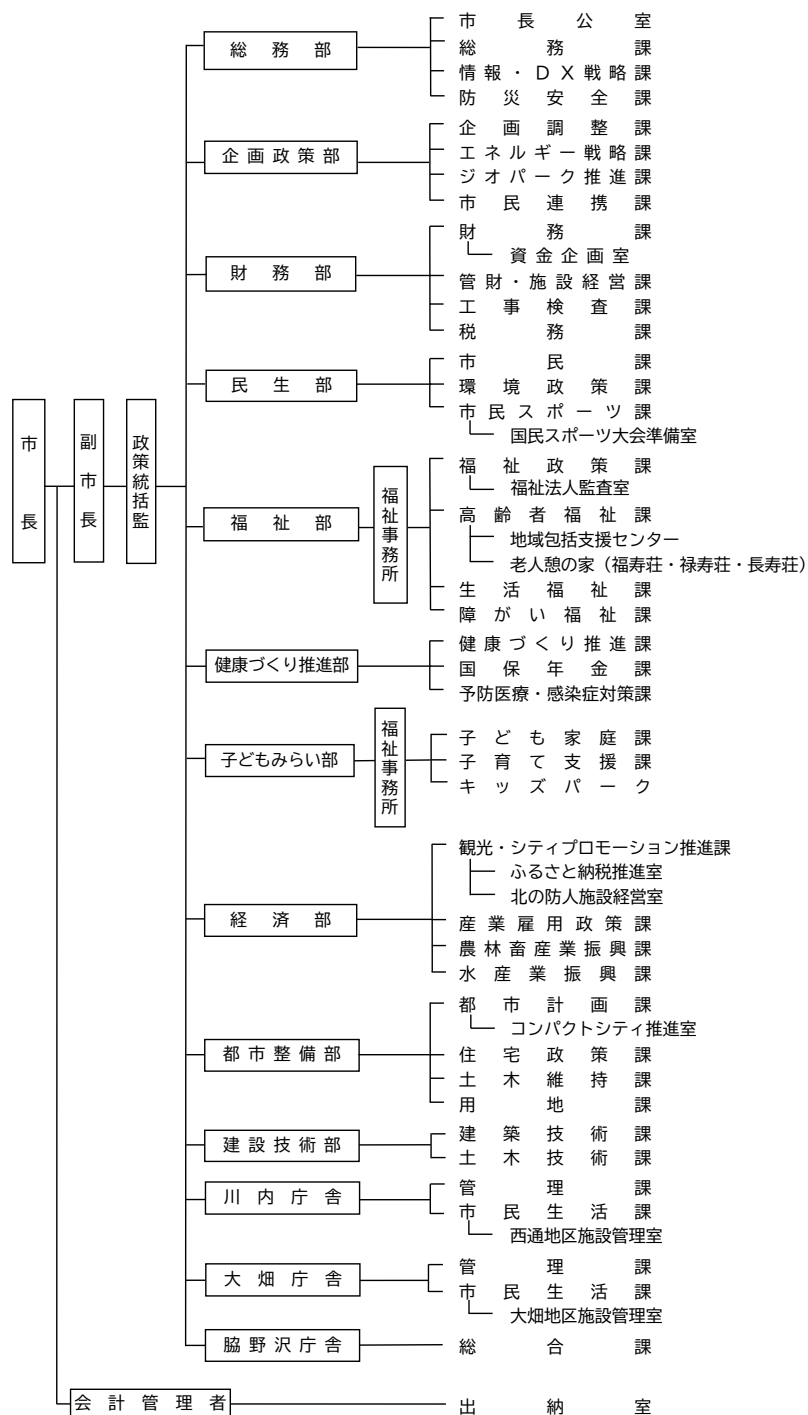 市長
副市長
政策統括監
総務部
市長公室
総務課
情報・DX戦略課
防災安全課
企画政策部
企画調整課
エネルギー戦略課
ジオパーク推進課
市民連携課
財務部
財務課
資金企画室
管財・施設経営課
工事検査課
税務課
民生部
市民課
環境政策課
市民スポーツ課
国民スポーツ大会準備室
福祉部
福祉事務所
福祉政策課
福祉法人監査室
高齢者福祉課
地域包括支援センター
老人憩の家（福寿荘・禄寿荘・長寿荘）
生活福祉課
障がい福祉課
健康づくり推進部
健康づくり推進課
国保年金課
予防医療・感染症対策課
子どもみらい部
福祉事務所
子ども家庭課
子育て支援課
キッズパーク
経済部
観光・シティプロモーション推進課
ふるさと納税推進室
北の防人施設経営室
産業雇用政策課
農林畜産業振興課
水産業振興課
都市整備部
都市計画課
コンパクトシティ推進室
住宅政策課
土木維持課
用地課
建設技術部
建築技術課
土木技術課
川内庁舎
管理課
市民生活課
西通地区施設管理室
大畑庁舎
管理課
市民生活課
大畑地区施設管理室
脇野沢庁舎
総合課
会計管理者
出納室